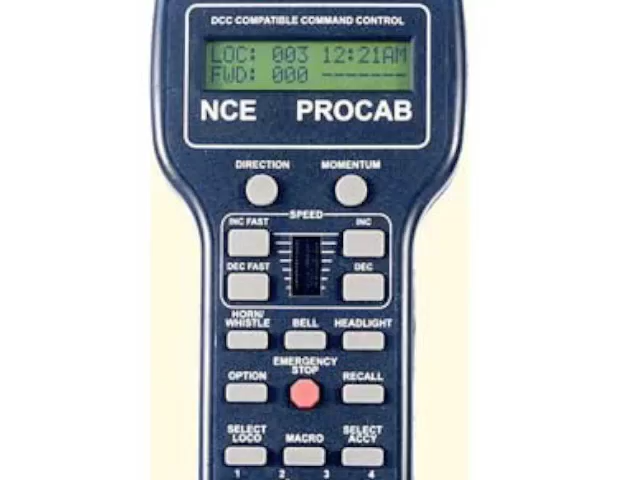 DCC COMPATIBLE COMMAND CONTROL
LOC: 003 12:21AM
FWD: 000 -------
NCE PROCAB
DIRECTION MOMENTUM
SPEED
INC FAST INC
DEC FAST DEC
HORN/
WHISTLE BELL HEADLIGHT
EMERGENCY
STOP
OPTION RECALL
SELECT
LOCO MACRO SELECT
ACCY
1 2 3 4